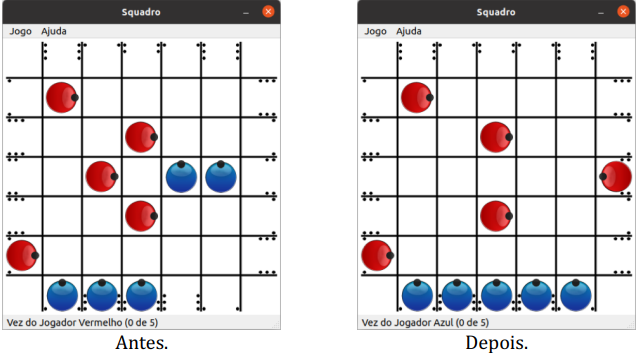 Squadro
Jogo Ajuda
Vez do Jogador Vermelho (0 de 5)
Antes.
Squadro
Jogo Ajuda
Vez do Jogador Azul (0 de 5)
Depois.